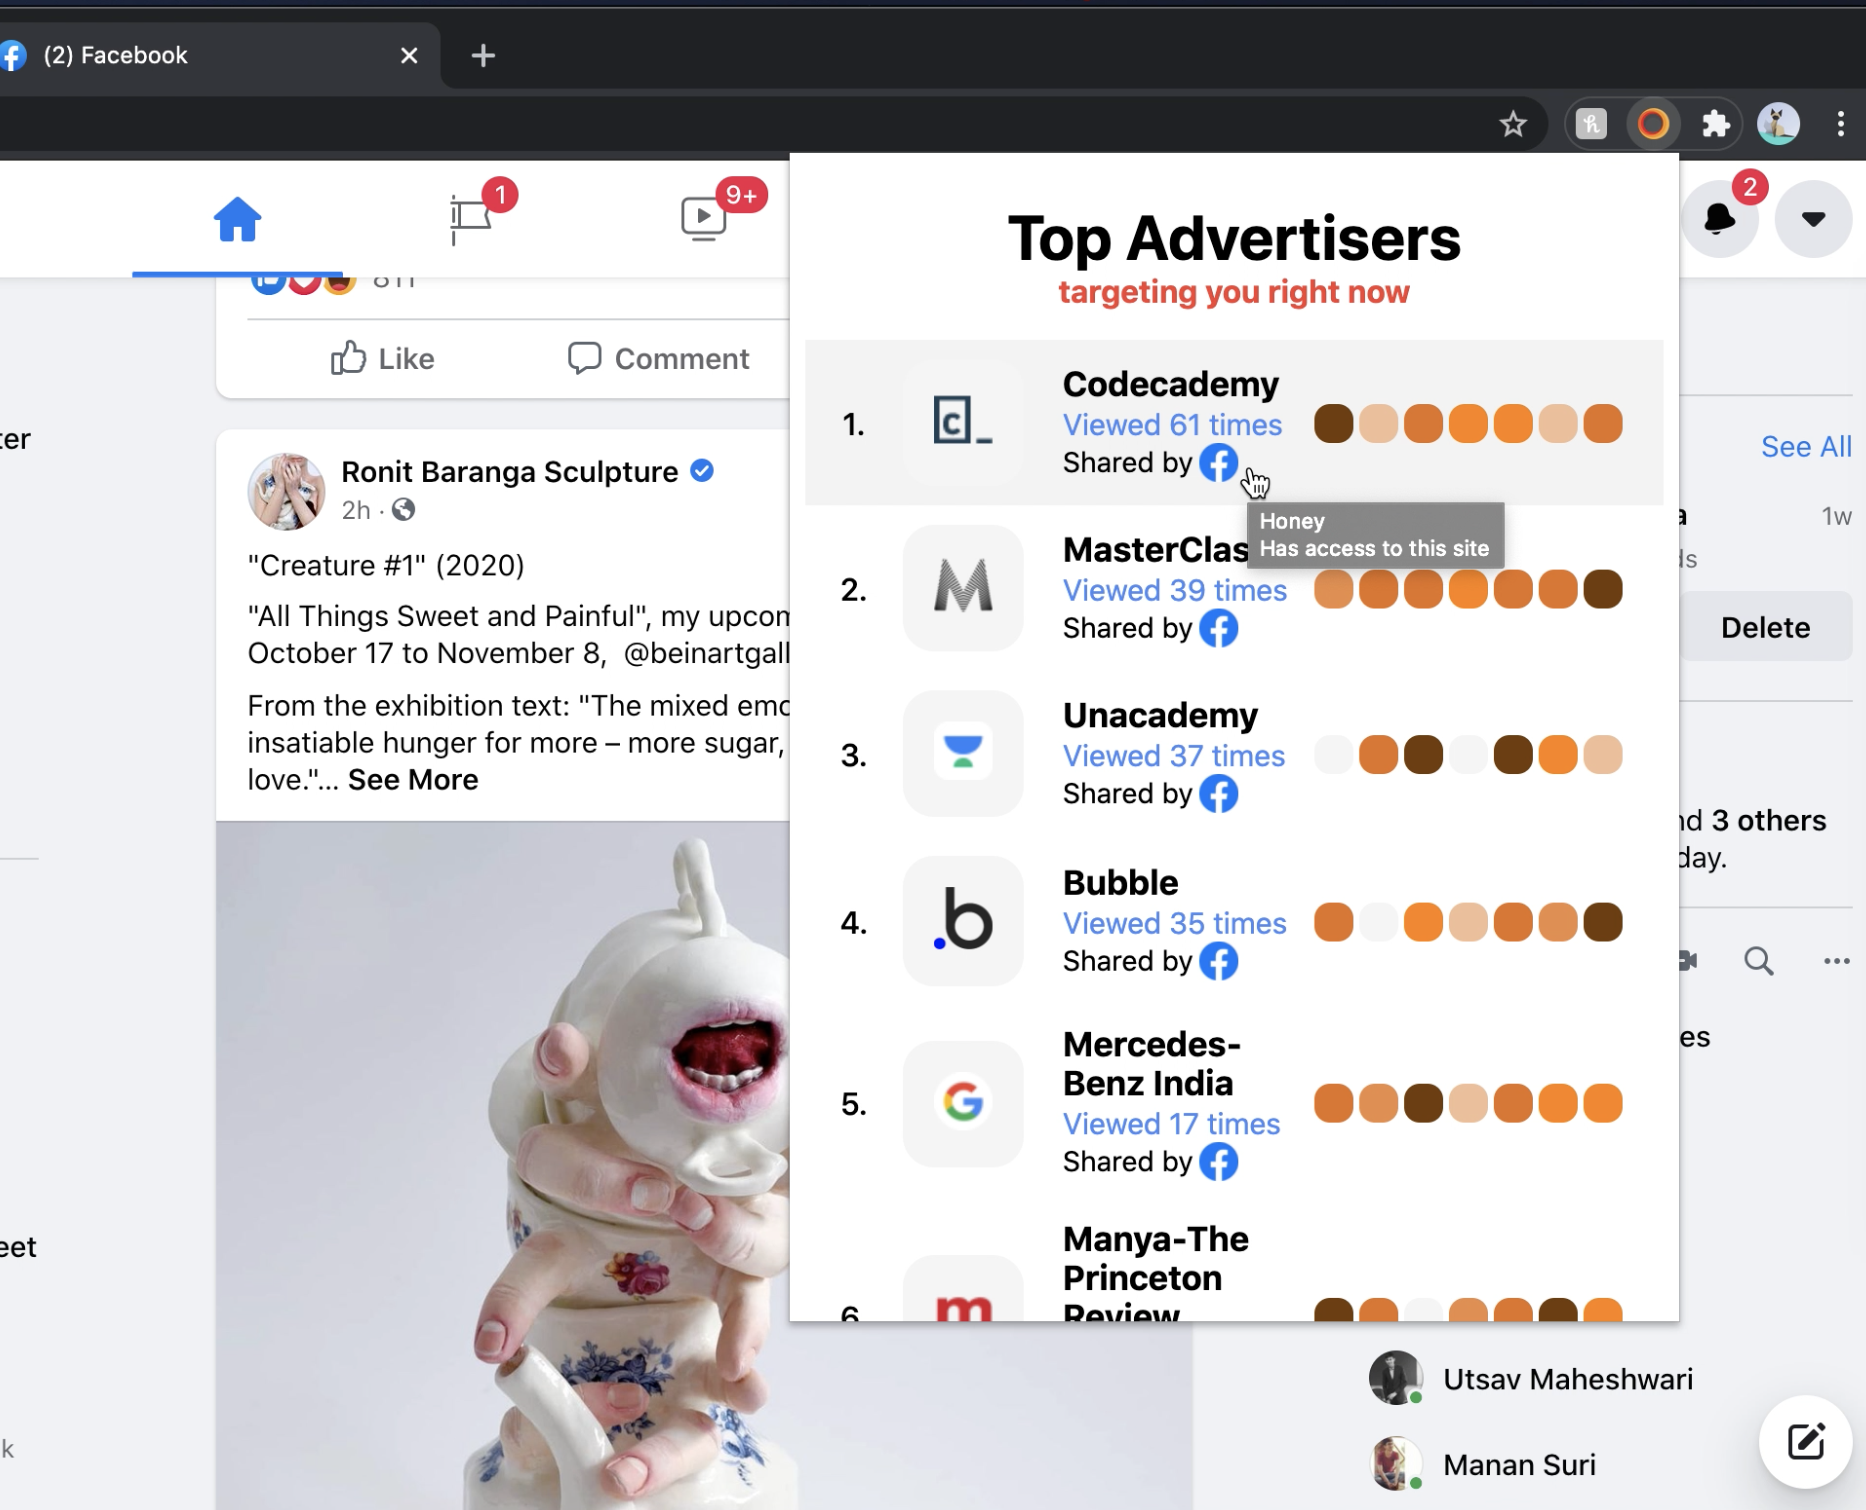 (2) Facebook
1
9+
2
811
Like
Comment
Ronit Baranga Sculpture
2h ·
"Creature #1" (2020)
"All Things Sweet and Painful", my upcom
October 17 to November 8, @beinartgall
From the exhibition text: "The mixed emo
insatiable hunger for more – more sugar,
love."... See More
Top Advertisers
targeting you right now
1.
Codecademy
Viewed 61 times
Shared by
Honey
Has access to this site
2.
MasterClas
Viewed 39 times
Shared by
3.
Unacademy
Viewed 37 times
Shared by
4.
Bubble
Viewed 35 times
Shared by
5.
Mercedes-
Benz India
Viewed 17 times
Shared by
6
Manya-The
Princeton
Review
ter
eet
k
See All
a
1w
ds
Delete
nd 3 others
day.
es
Utsav Maheshwari
Manan Suri